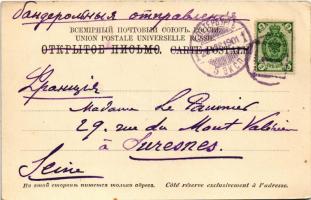 бандерольныя отправленія
ВСЕМІРНЫЙ ПОЧТОВЫЙ СОЮЗЪ. РОССІЯ.
UNION POSTALE UNIVERSELLE. RUSSIE.
ОТКРЫТОЕ ПИСЬМО. CARTE POSTALE.
Франція
Madame Le Paumier
29. rue du Mont Valérien
à Suresnes.
Seine
На этой сторонѣ пишется только адресъ. Côté réservé exclusivement à l'adresse.